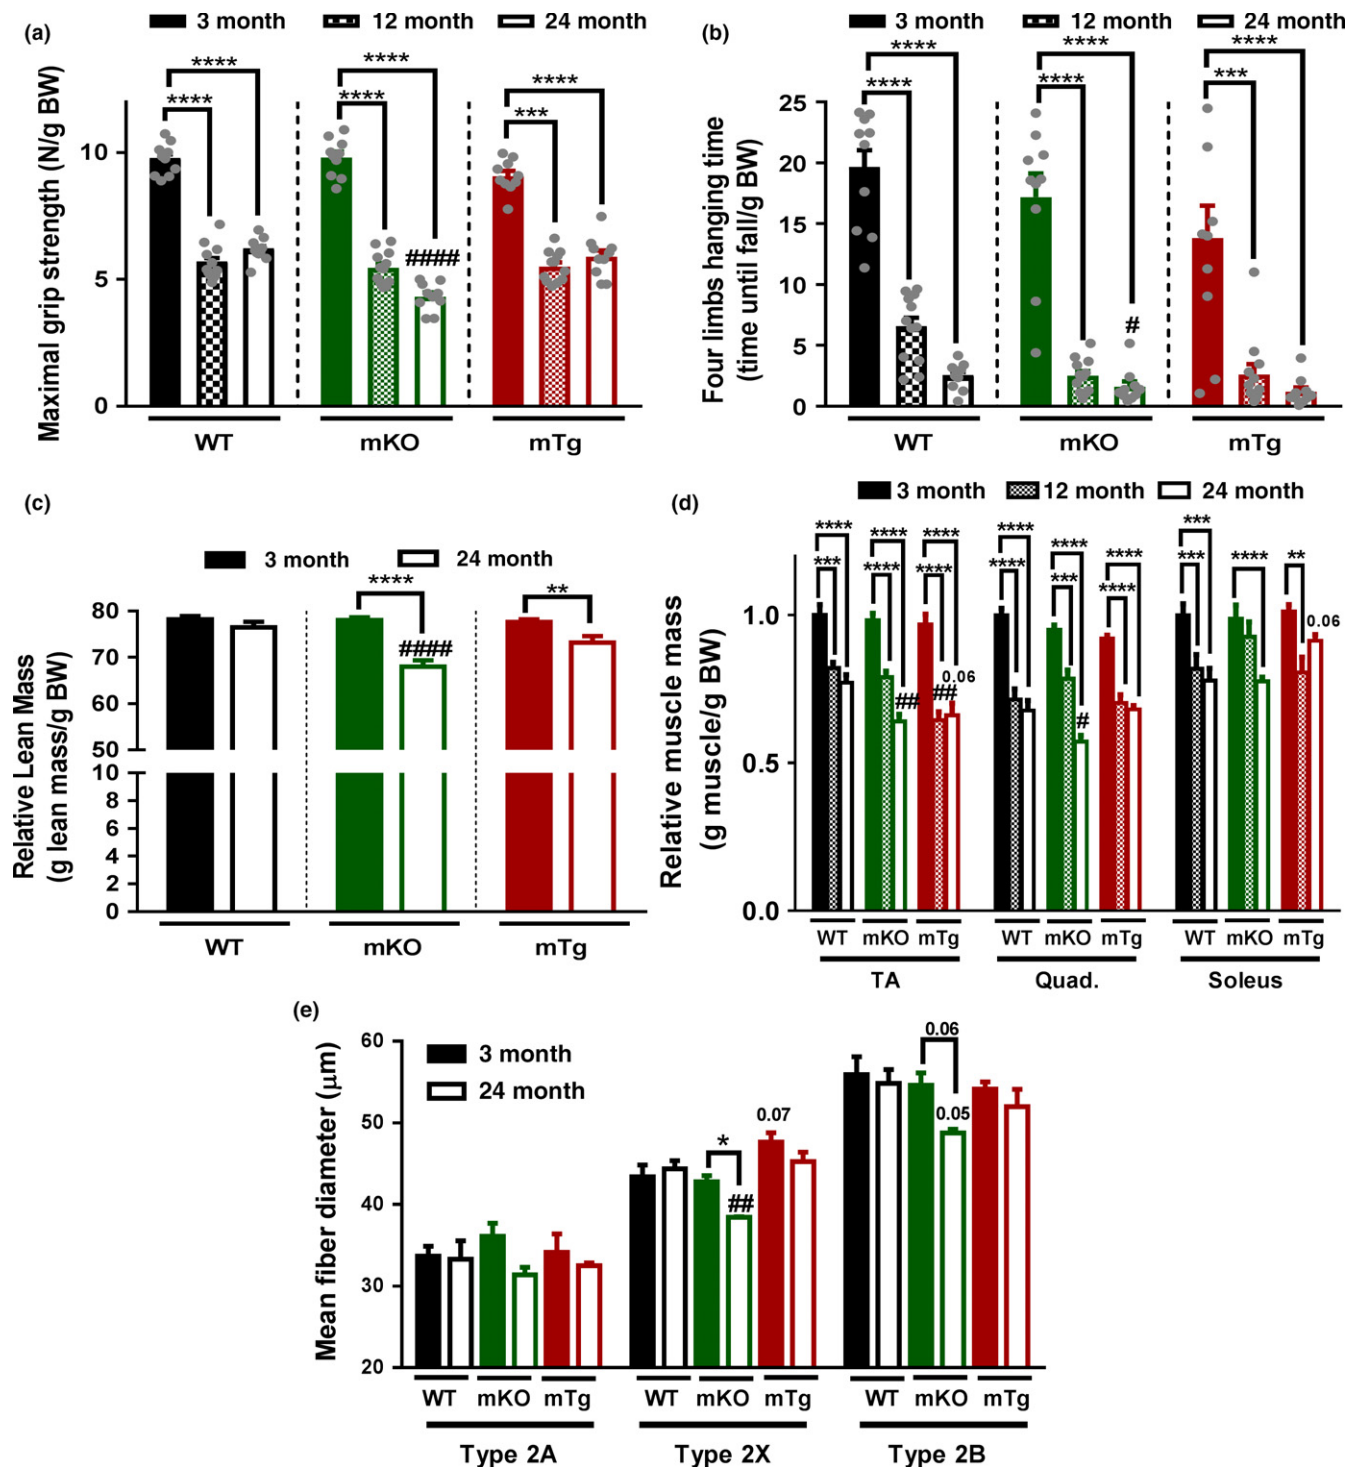 (a)
3 month 12 month 24 month
Maximal grip strength (N/g BW)
10
5
0
**** **** **** **** *** ****
####
WT mKO mTg
(b)
3 month 12 month 24 month
Four limbs hanging time
(time until fall/g BW)
25
20
15
10
5
0
**** **** **** **** *** ****
#
WT mKO mTg
(c)
3 month 24 month
Relative Lean Mass
(g lean mass/g BW)
80
70
60
50
10
8
6
4
2
0
**** **
####
WT mKO mTg
(d)
3 month 12 month 24 month
Relative muscle mass
(g muscle/g BW)
1.0
0.5
0.0
**** **** **** **** **** **** *** **** **
*** **** **** **** *** **** ***
## ## 0.06 # 0.06
WT mKO mTg WT mKO mTg WT mKO mTg
TA Quad. Soleus
(e)
3 month
24 month
Mean fiber diameter (μm)
60
50
40
30
20
* ## 0.07 0.06 0.05
WT mKO mTg WT mKO mTg WT mKO mTg
Type 2A Type 2X Type 2B